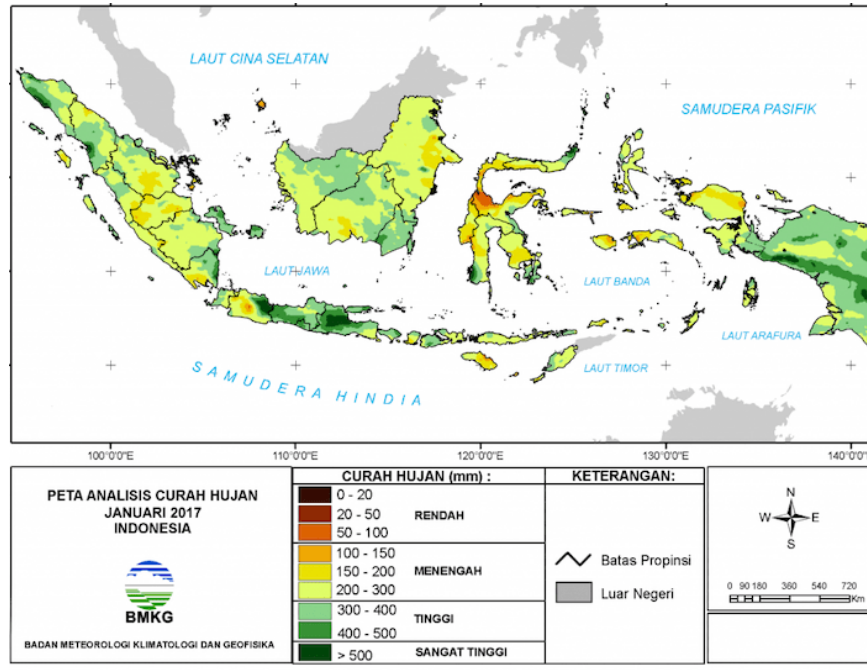 LAUT CINA SELATAN
SAMUDERA PASIFIK
LAUT JAWA
LAUT BANDA
LAUT ARAFURA
LAUT TIMOR
SAMUDERA HINDIA
100°0'0"E 110°0'0"E 120°0'0"E 130°0'0"E 140°0'
PETA ANALISIS CURAH HUJAN
JANUARI 2017
INDONESIA
BMKG
BADAN METEOROLOGI KLIMATOLOGI DAN GEOFISIKA
CURAH HUJAN (mm) :
0 - 20
20 - 50
50 - 100
RENDAH
100 - 150
150 - 200
200 - 300
MENENGAH
300 - 400
400 - 500
TINGGI
> 500
SANGAT TINGGI
KETERANGAN:
Batas Propinsi
Luar Negeri
N
W E
S
0 90 180 360 540 720
Km